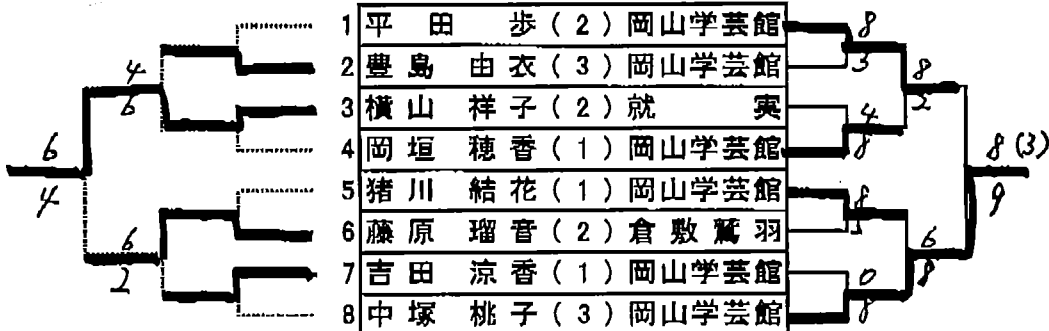 1 平田 歩 (2) 岡山学芸館
2 豊島 由衣 (3) 岡山学芸館
3 横山 祥子 (2) 就実
4 岡垣 穂香 (1) 岡山学芸館
5 猪川 結花 (1) 岡山学芸館
6 藤原 瑠音 (2) 倉敷鷲羽
7 吉田 涼香 (1) 岡山学芸館
8 中塚 桃子 (3) 岡山学芸館
4
6
6
4
6
2
8
3
4
8
8
0
8
8
2
6
8
8 (3)
9